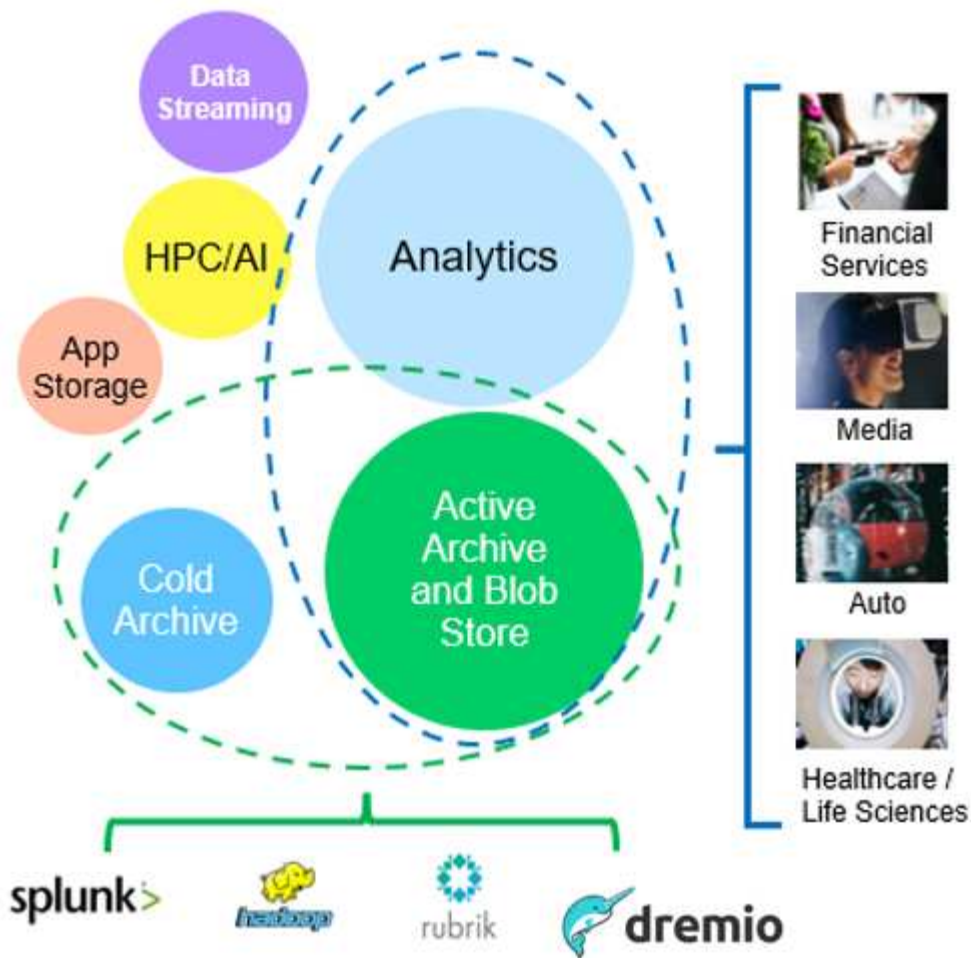 Data
Streaming
HPC/AI
App
Storage
Analytics
Cold
Archive
Active
Archive
and Blob
Store
Financial
Services
Media
Auto
Healthcare /
Life Sciences
splunk>
hadoop
rubrik
dremio